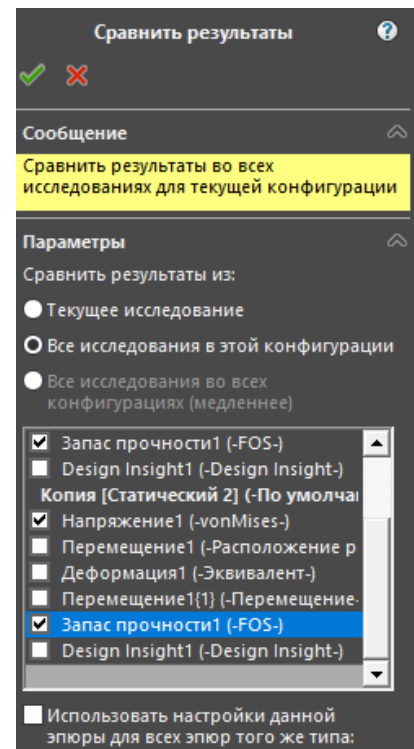 Сравнить результаты
?
Сообщение
Сравнить результаты во всех
исследованиях для текущей конфигурации
Параметры
Сравнить результаты из:
Текущее исследование
Все исследования в этой конфигурации
Все исследования во всех
конфигурациях (медленнее)
Запас прочности1 (-FOS-)
Design Insight1 (-Design Insight-)
Копия [Статический 2] (-По умолча
Напряжение1 (-vonMises-)
Перемещение1 (-Расположение р
Деформация1 (-Эквивалент-)
Перемещение1{1} (-Перемещение-
Запас прочности1 (-FOS-)
Design Insight1 (-Design Insight-)
Использовать настройки данной
эпюры для всех эпюр того же типа: